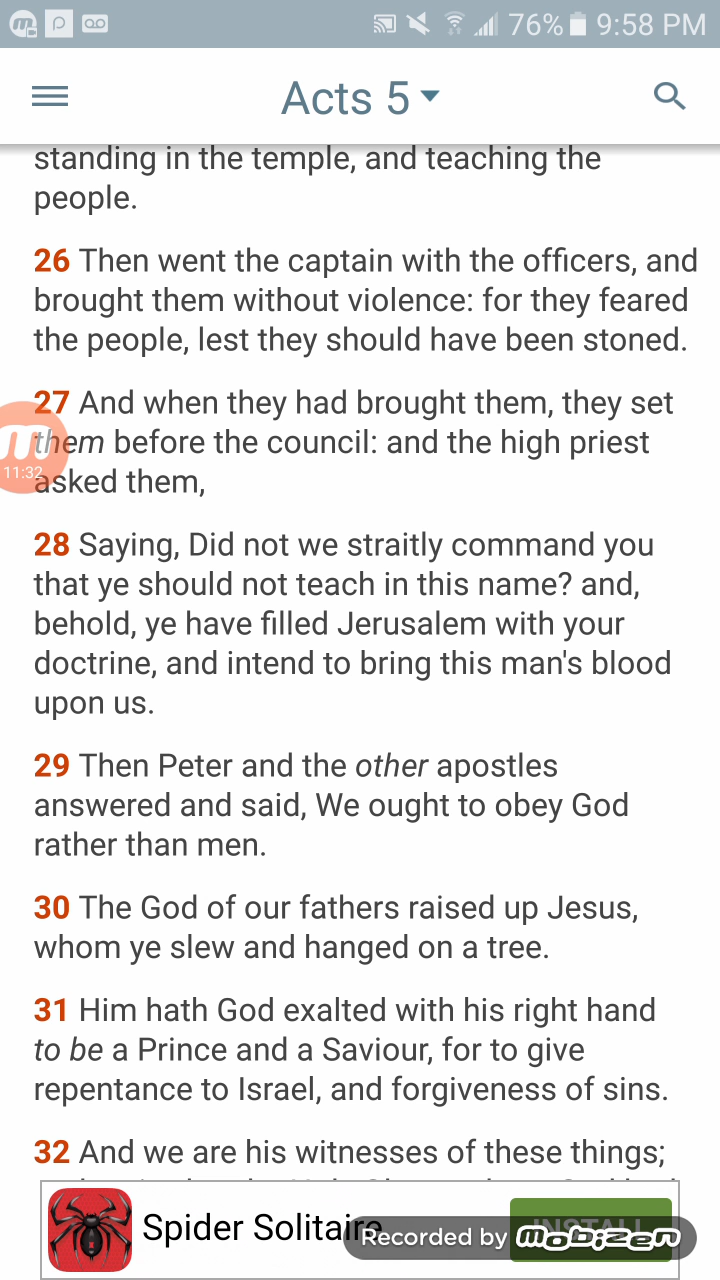 76% 9:58 PM
Acts 5
standing in the temple, and teaching the
people.
26 Then went the captain with the officers, and
brought them without violence: for they feared
the people, lest they should have been stoned.
27 And when they had brought them, they set
them before the council: and the high priest
11:32
asked them,
28 Saying, Did not we straitly command you
that ye should not teach in this name? and,
behold, ye have filled Jerusalem with your
doctrine, and intend to bring this man's blood
upon us.
29 Then Peter and the other apostles
answered and said, We ought to obey God
rather than men.
30 The God of our fathers raised up Jesus,
whom ye slew and hanged on a tree.
31 Him hath God exalted with his right hand
to be a Prince and a Saviour, for to give
repentance to Israel, and forgiveness of sins.
32 And we are his witnesses of these things;
Spider Solitaire
INSTALL
Recorded by mobizen